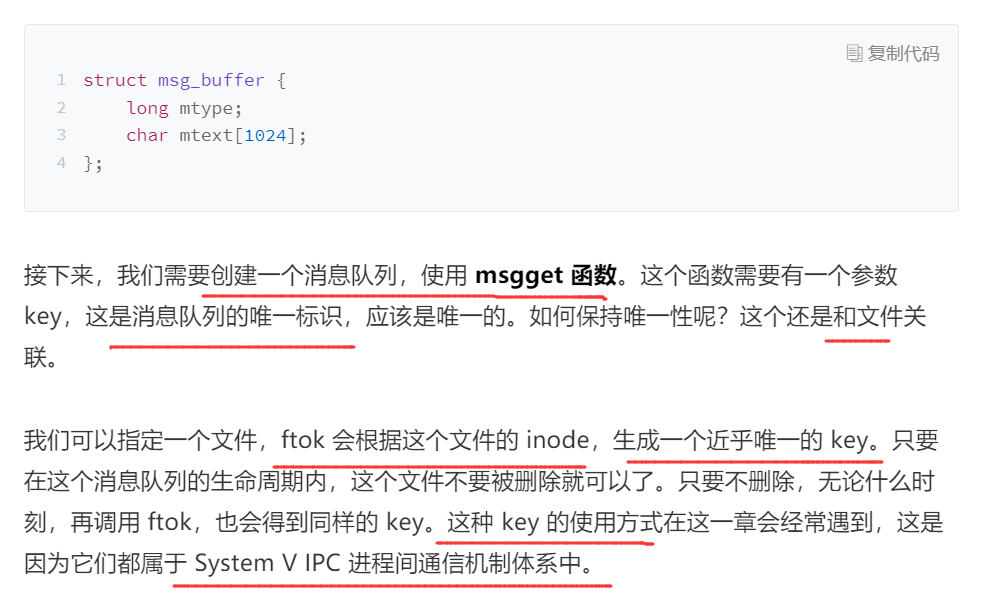 复制代码
1 struct msg_buffer {
2     long mtype;
3     char mtext[1024];
4 };
接下来，我们需要创建一个消息队列，使用 msgget 函数。这个函数需要有一个参数
key，这是消息队列的唯一标识，应该是唯一的。如何保持唯一性呢？这个还是和文件关
联。
我们可以指定一个文件，ftok 会根据这个文件的 inode，生成一个近乎唯一的 key。只要
在这个消息队列的生命周期内，这个文件不要被删除就可以了。只要不删除，无论什么时
刻，再调用 ftok，也会得到同样的 key。这种 key 的使用方式在这一章会经常遇到，这是
因为它们都属于 System V IPC 进程间通信机制体系中。